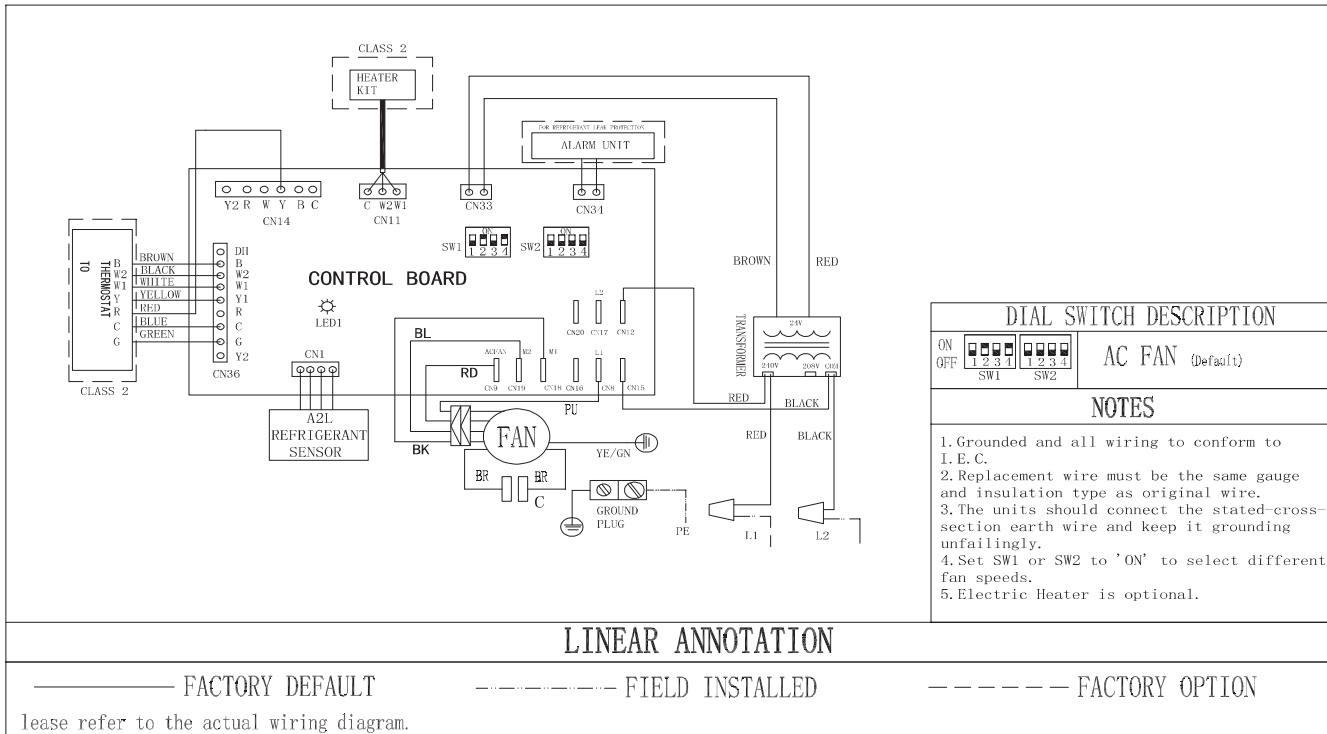 CLASS 2
HEATER
KIT
FOR REFRIGERANT LEAK PROTECTION
ALARM UNIT
Y2 R W Y B C
CN14
C W2 W1
CN11
CN33
CN34
SW1
ON
1 2 3 4
SW2
ON
1 2 3 4
TO
THERMOSTAT
B
W2
W1
Y
R
C
G
CLASS 2
BROWN
BLACK
WHITE
YELLOW
RED
BLUE
GREEN
DH
B
W2
W1
Y1
R
C
G
Y2
CN36
CONTROL BOARD
LED1
CN1
A2L
REFRIGERANT
SENSOR
L2
CN20 CN17 CN12
ACFAN M2 M1 L1
CN9 CN19 CN18 CN16 CN8 CN15
BL
RD
BK
PU
FAN
YE/GN
BR
BR
C
GROUND
PLUG
PE
BROWN
RED
TRANSFORMER
24V
240V 208V COM
RED
BLACK
RED
BLACK
L1
L2
DIAL SWITCH DESCRIPTION
ON
OFF
1 2 3 4
1 2 3 4
SW1
SW2
AC FAN (Default)
NOTES
1. Grounded and all wiring to conform to
I. E. C.
2. Replacement wire must be the same gauge
and insulation type as original wire.
3. The units should connect the stated-cross-
section earth wire and keep it grounding
unfailingly.
4. Set SW1 or SW2 to 'ON' to select different
fan speeds.
5. Electric Heater is optional.
LINEAR ANNOTATION
FACTORY DEFAULT
FIELD INSTALLED
FACTORY OPTION
lease refer to the actual wiring diagram.